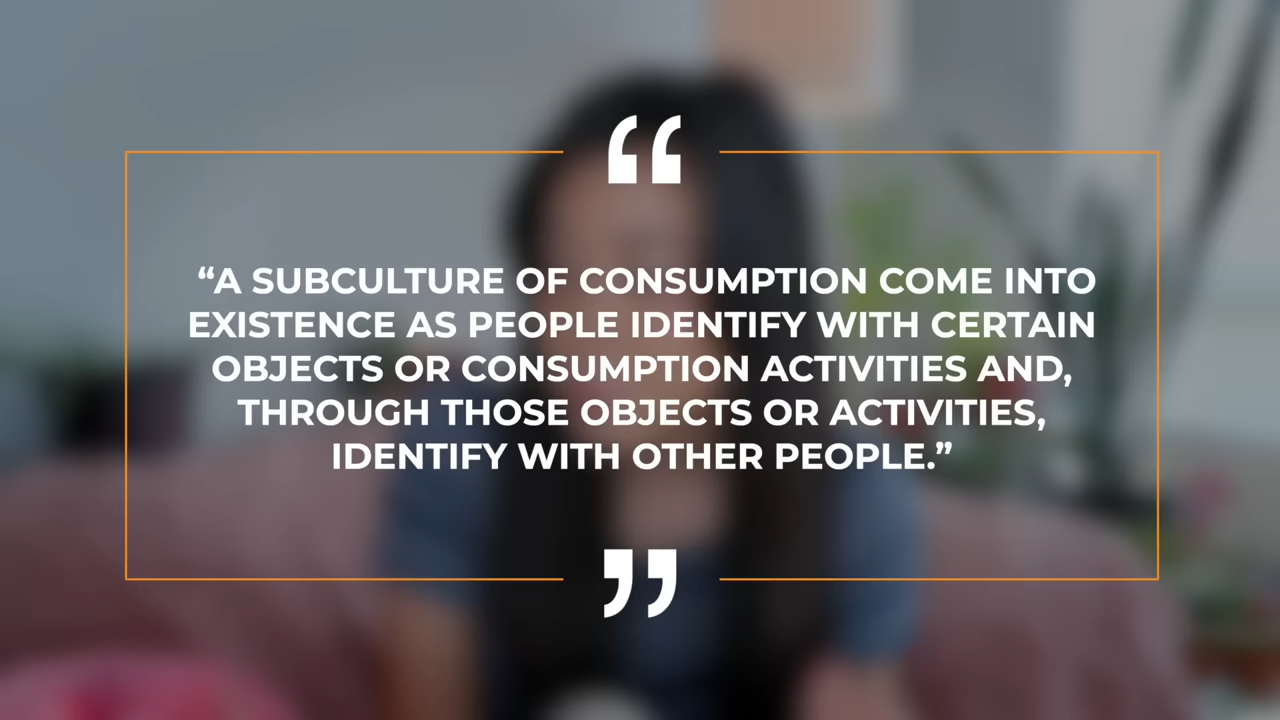 “
“A SUBCULTURE OF CONSUMPTION COME INTO
EXISTENCE AS PEOPLE IDENTIFY WITH CERTAIN
OBJECTS OR CONSUMPTION ACTIVITIES AND,
THROUGH THOSE OBJECTS OR ACTIVITIES,
IDENTIFY WITH OTHER PEOPLE.”
”